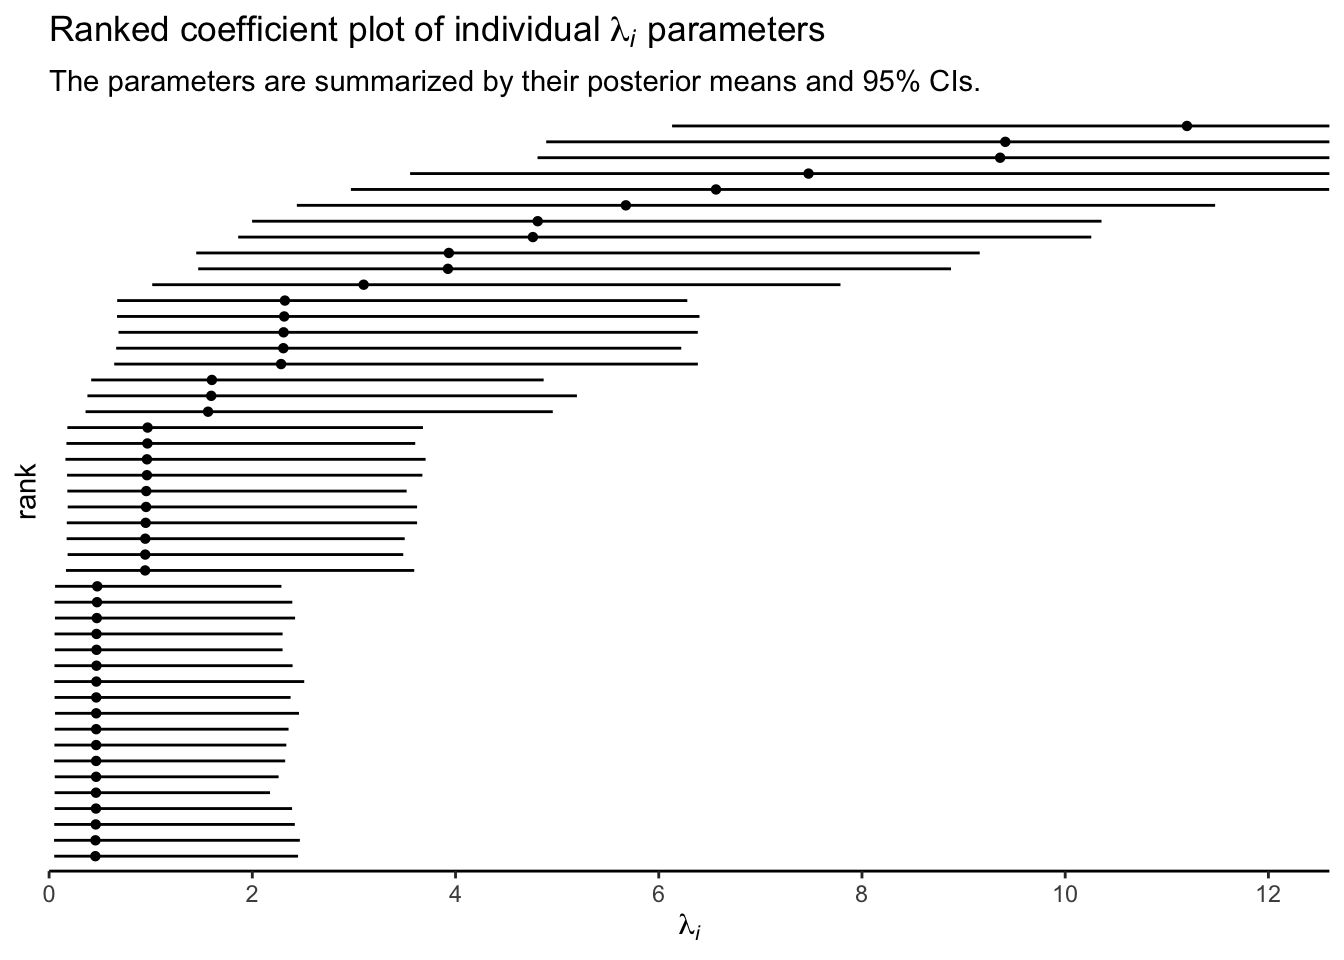 Ranked coefficient plot of individual λi parameters
The parameters are summarized by their posterior means and 95% CIs.
rank
0 2 4 6 8 10 12
λi